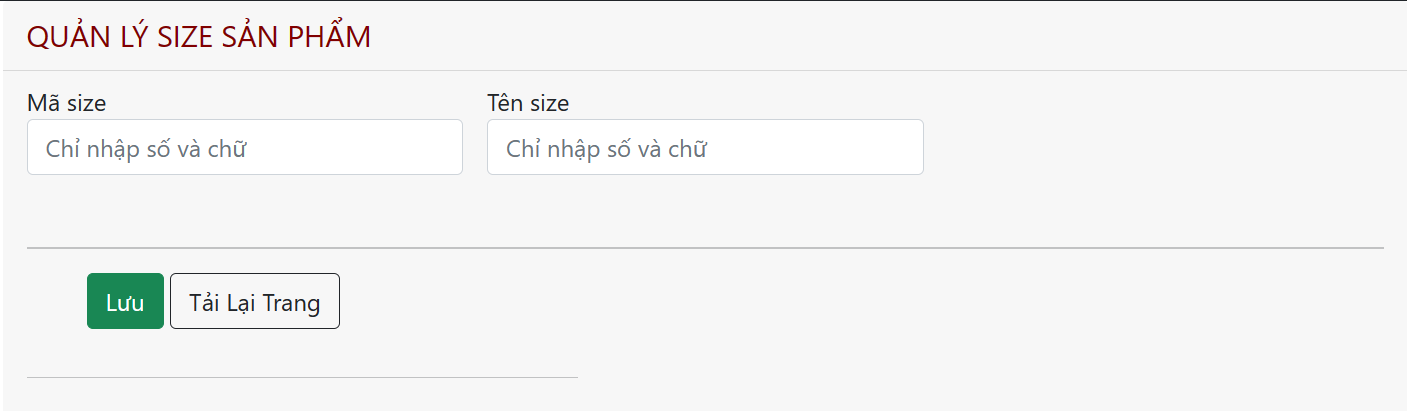 QUẢN LÝ SIZE SẢN PHẨM
Mã size
Tên size
Chỉ nhập số và chữ
Chỉ nhập số và chữ
Lưu
Tải Lại Trang